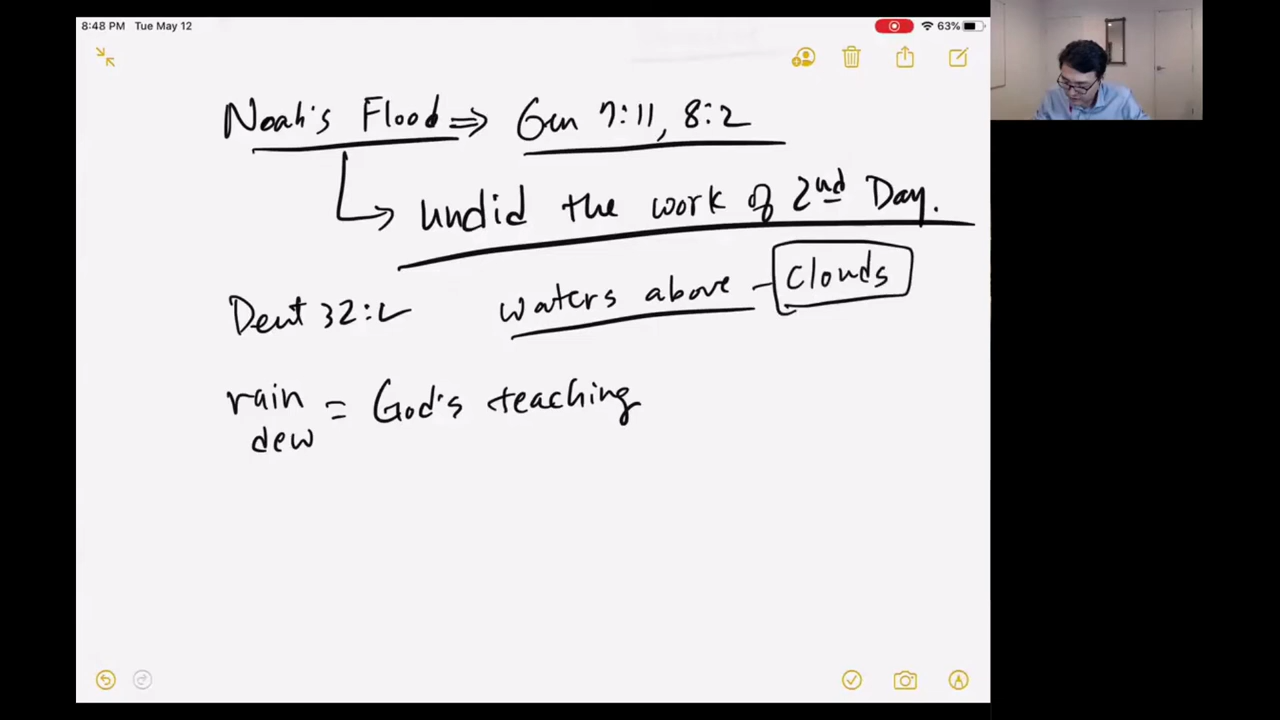 8:48 PM Tue May 12
63%
Noah's Flood ⇒ Gen 7:11, 8:2
↳ undid the work of 2nd Day.
Deut 32:2 waters above - clouds
rain
dew = God's teaching